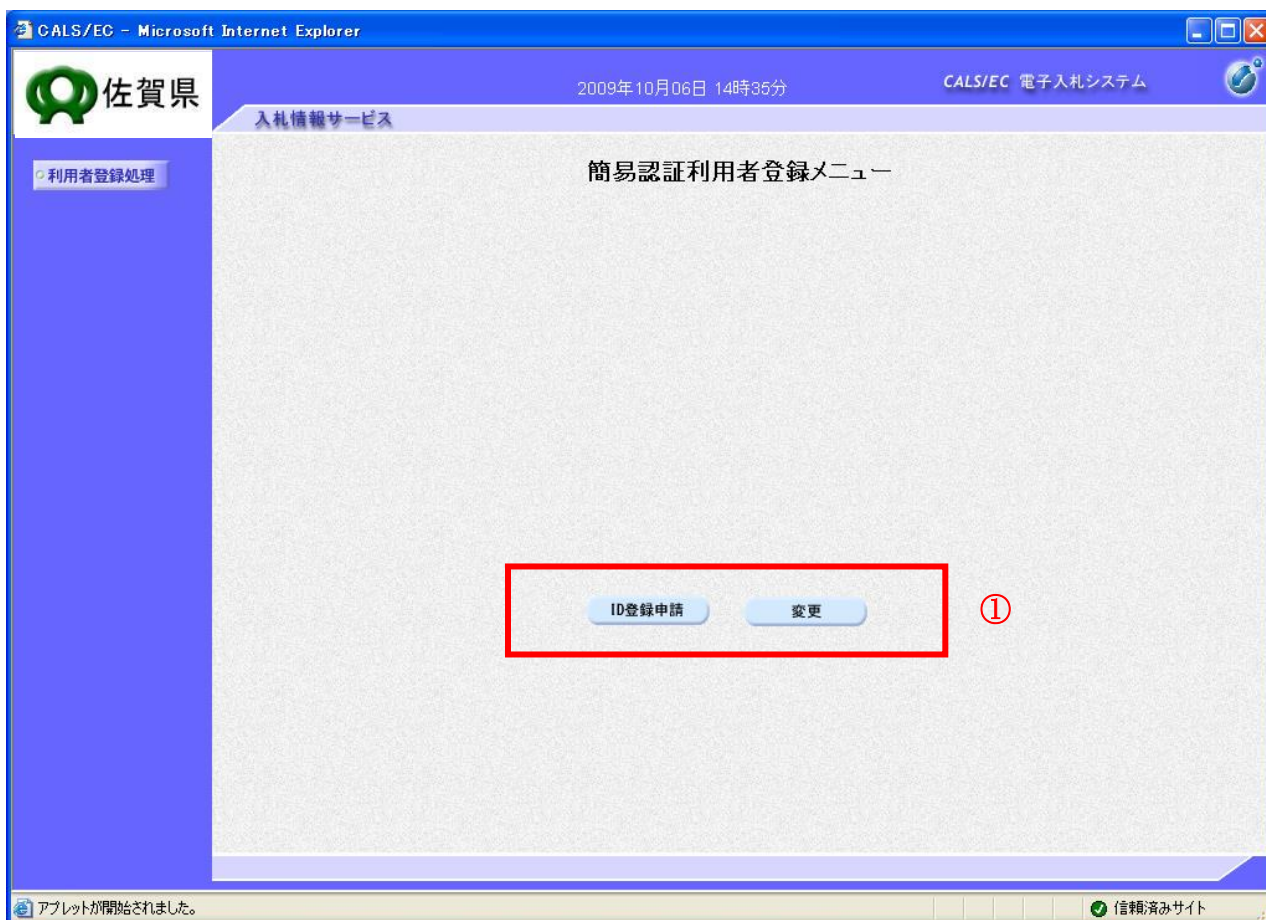 CALS/EC - Microsoft Internet Explorer
佐賀県
2009年10月06日 14時35分
CALS/EC 電子入札システム
入札情報サービス
利用者登録処理
簡易認証利用者登録メニュー
ID登録申請 変更
①
アプレットが開始されました。
信頼済みサイト